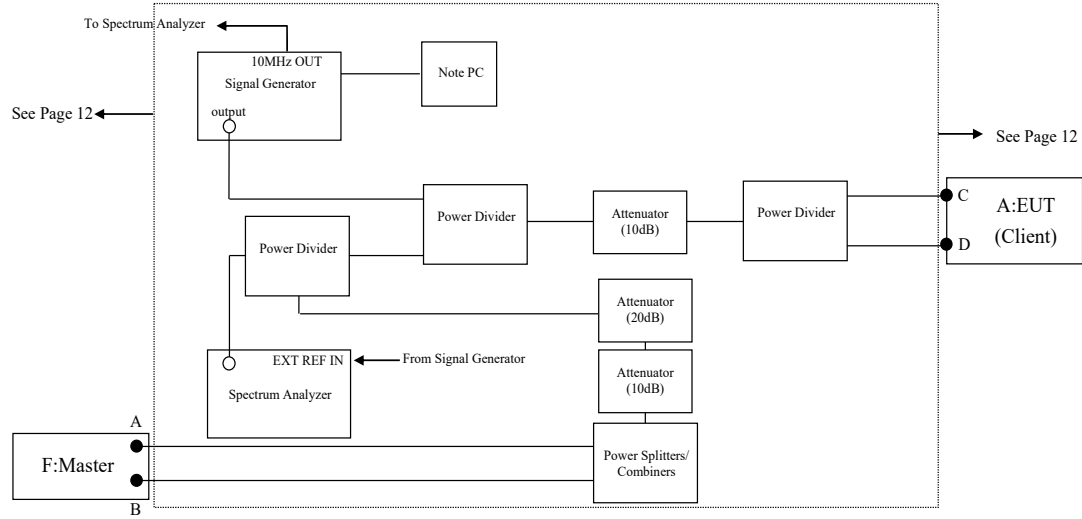 To Spectrum Analyzer
10MHz OUT
Signal Generator
output
Note PC
See Page 12
See Page 12
Power Divider
Attenuator
(10dB)
Power Divider
C
D
A:EUT
(Client)
Power Divider
Attenuator
(20dB)
EXT REF IN
From Signal Generator
Spectrum Analyzer
Attenuator
(10dB)
A
F:Master
B
Power Splitters/
Combiners